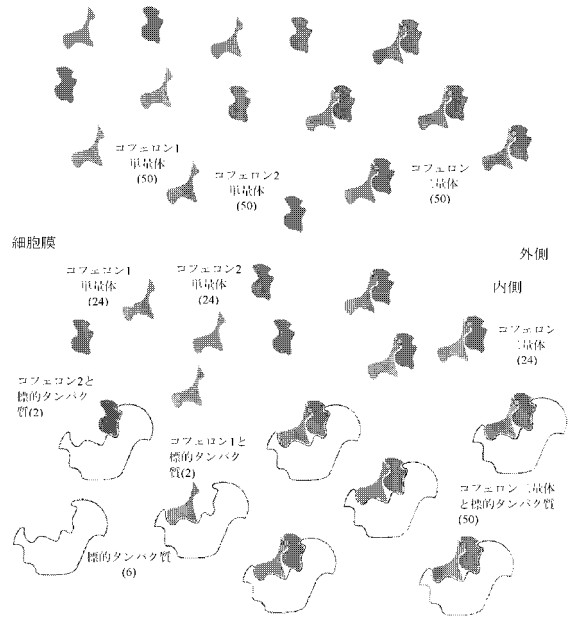 コフェロン1
単量体
(50)
コフェロン2
単量体
(50)
コフェロン
二量体
(50)
細胞膜
外側
内側
コフェロン1
単量体
(24)
コフェロン2
単量体
(24)
コフェロン
二量体
(24)
コフェロン2と
標的タンパク
質(2)
コフェロン1と
標的タンパク
質(2)
コフェロン二量体
と標的タンパク質
(50)
標的タンパク質
(6)